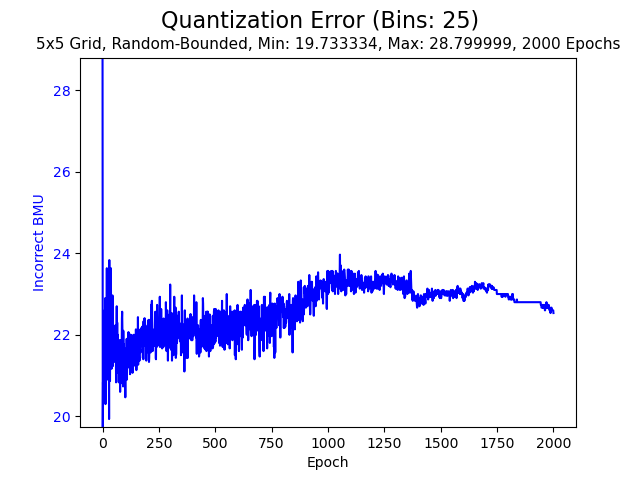 Quantization Error (Bins: 25)
5x5 Grid, Random-Bounded, Min: 19.733334, Max: 28.799999, 2000 Epochs
28
26
24
22
20
Incorrect BMU
0 250 500 750 1000 1250 1500 1750 2000
Epoch